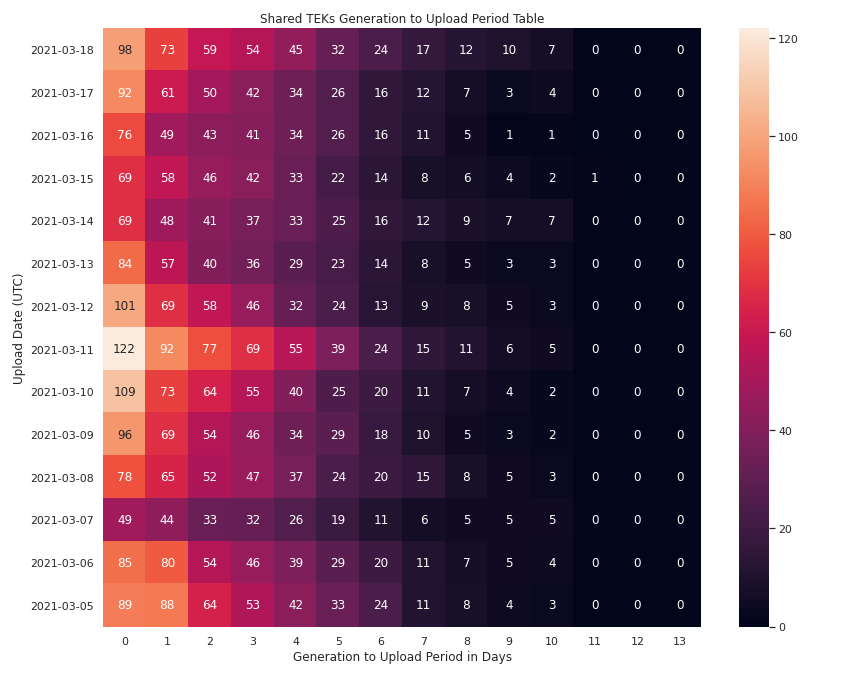 Shared TEKs Generation to Upload Period Table
Upload Date (UTC)
2021-03-18 98 73 59 54 45 32 24 17 12 10 7 0 0 0
2021-03-17 92 61 50 42 34 26 16 12 7 3 4 0 0 0
2021-03-16 76 49 43 41 34 26 16 11 5 1 1 0 0 0
2021-03-15 69 58 46 42 33 22 14 8 6 4 2 1 0 0
2021-03-14 69 48 41 37 33 25 16 12 9 7 7 0 0 0
2021-03-13 84 57 40 36 29 23 14 8 5 3 3 0 0 0
2021-03-12 101 69 58 46 32 24 13 9 8 5 3 0 0 0
2021-03-11 122 92 77 69 55 39 24 15 11 6 5 0 0 0
2021-03-10 109 73 64 55 40 25 20 11 7 4 2 0 0 0
2021-03-09 96 69 54 46 34 29 18 10 5 3 2 0 0 0
2021-03-08 78 65 52 47 37 24 20 15 8 5 3 0 0 0
2021-03-07 49 44 33 32 26 19 11 6 5 5 5 0 0 0
2021-03-06 85 80 54 46 39 29 20 11 7 5 4 0 0 0
2021-03-05 89 88 64 53 42 33 24 11 8 4 3 0 0 0
0 1 2 3 4 5 6 7 8 9 10 11 12 13
Generation to Upload Period in Days
120
100
80
60
40
20
0